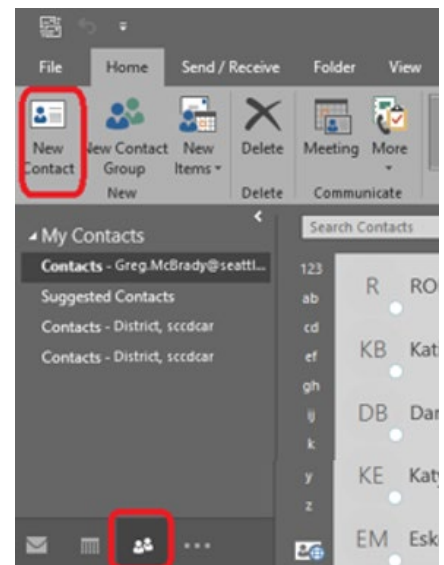 File Home Send / Receive Folder View
New Contact
New Contact Group
New Items
Delete
Meeting
More
New Delete Communicate
My Contacts
Search Contacts
Contacts - Greg.McBrady@seattl...
Suggested Contacts
Contacts - District, sccdcar
Contacts - District, sccdcar
123
ab
cd
ef
gh
ij
k
y
z
R RO
KB Kat
DB Dar
KE Katy
EM Esk